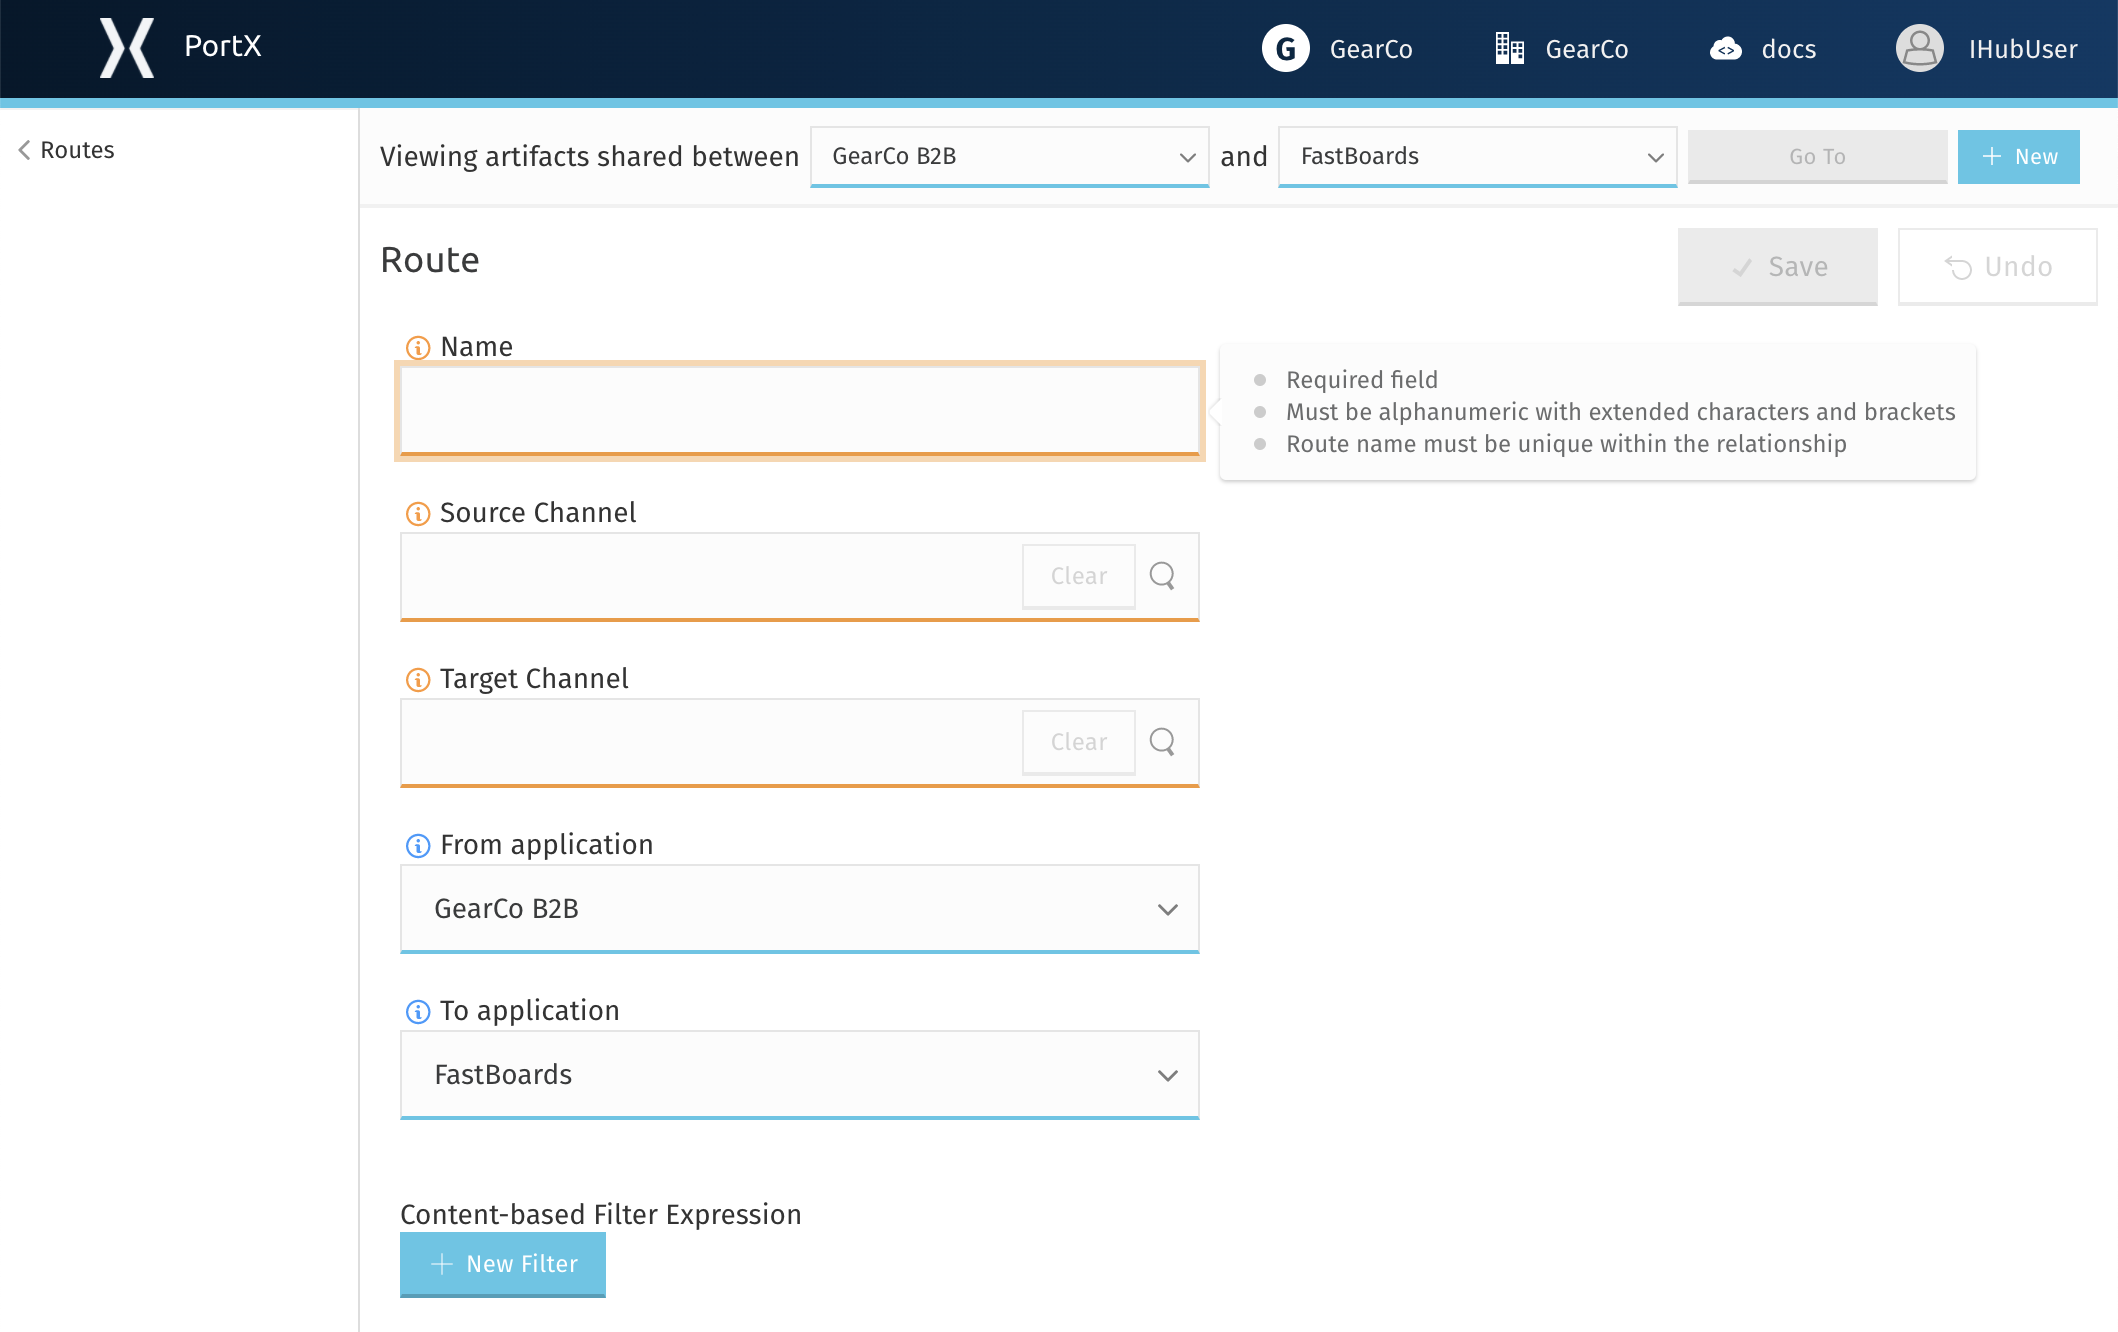 PortX
G GearCo
GearCo
docs
IHubUser
Routes
Viewing artifacts shared between GearCo B2B and FastBoards Go To + New
Route
Save
Undo
Name
Required field
Must be alphanumeric with extended characters and brackets
Route name must be unique within the relationship
Source Channel
Clear
Target Channel
Clear
From application
GearCo B2B
To application
FastBoards
Content-based Filter Expression
+ New Filter